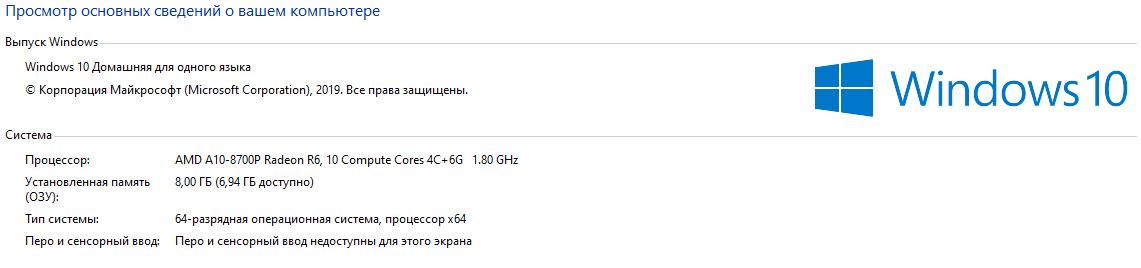 Просмотр основных сведений о вашем компьютере
Выпуск Windows
Windows 10 Домашняя для одного языка
© Корпорация Майкрософт (Microsoft Corporation), 2019. Все права защищены.
Windows 10
Система
Процессор: AMD A10-8700P Radeon R6, 10 Compute Cores 4C+6G 1.80 GHz
Установленная память (ОЗУ): 8,00 ГБ (6,94 ГБ доступно)
Тип системы: 64-разрядная операционная система, процессор x64
Перо и сенсорный ввод: Перо и сенсорный ввод недоступны для этого экрана